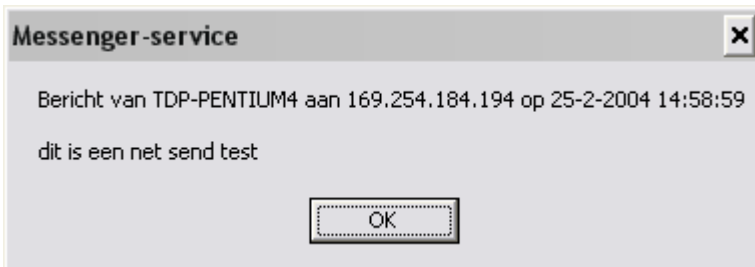 Messenger-service
Bericht van TDP-PENTIUM4 aan 169.254.184.194 op 25-2-2004 14:58:59
dit is een net send test
OK